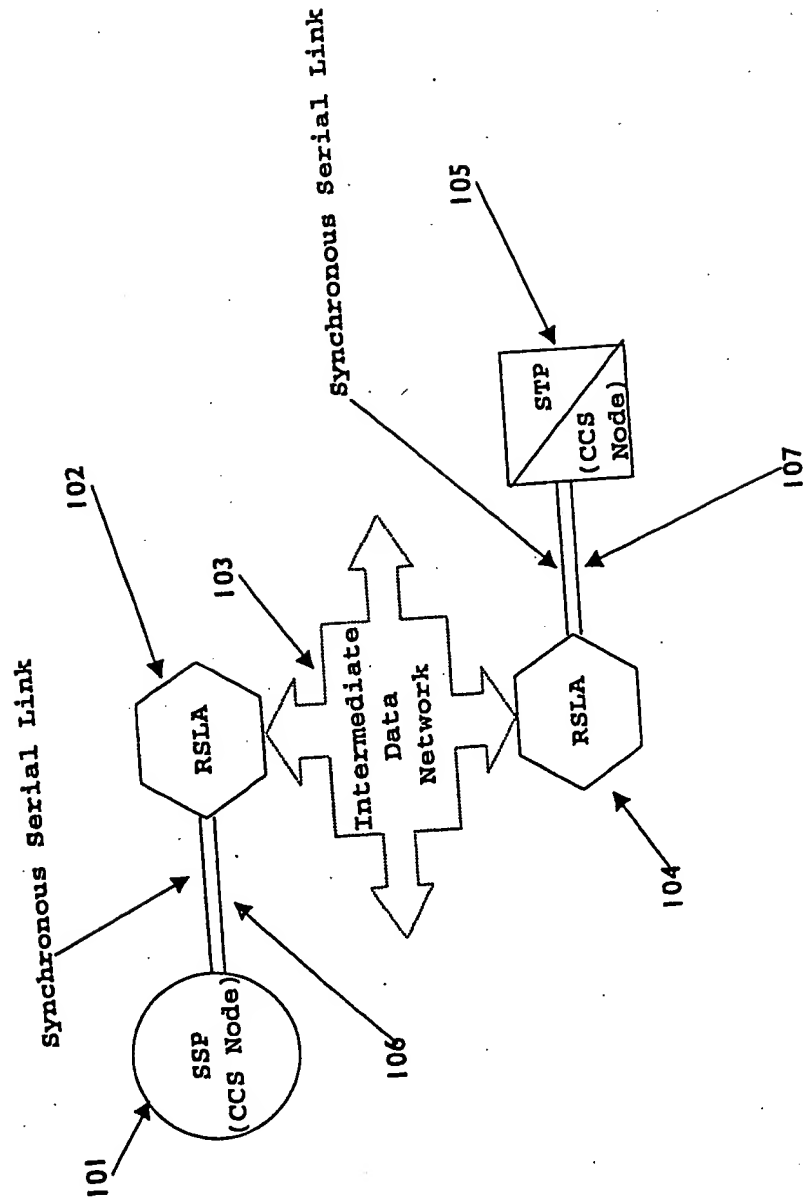 Synchronous Serial Link
102
101
SSP
(CCS Node)
RSLA
106
103
Intermediate
Data
Network
Synchronous Serial Link
105
RSLA
STP
(CCS
Node)
104
107